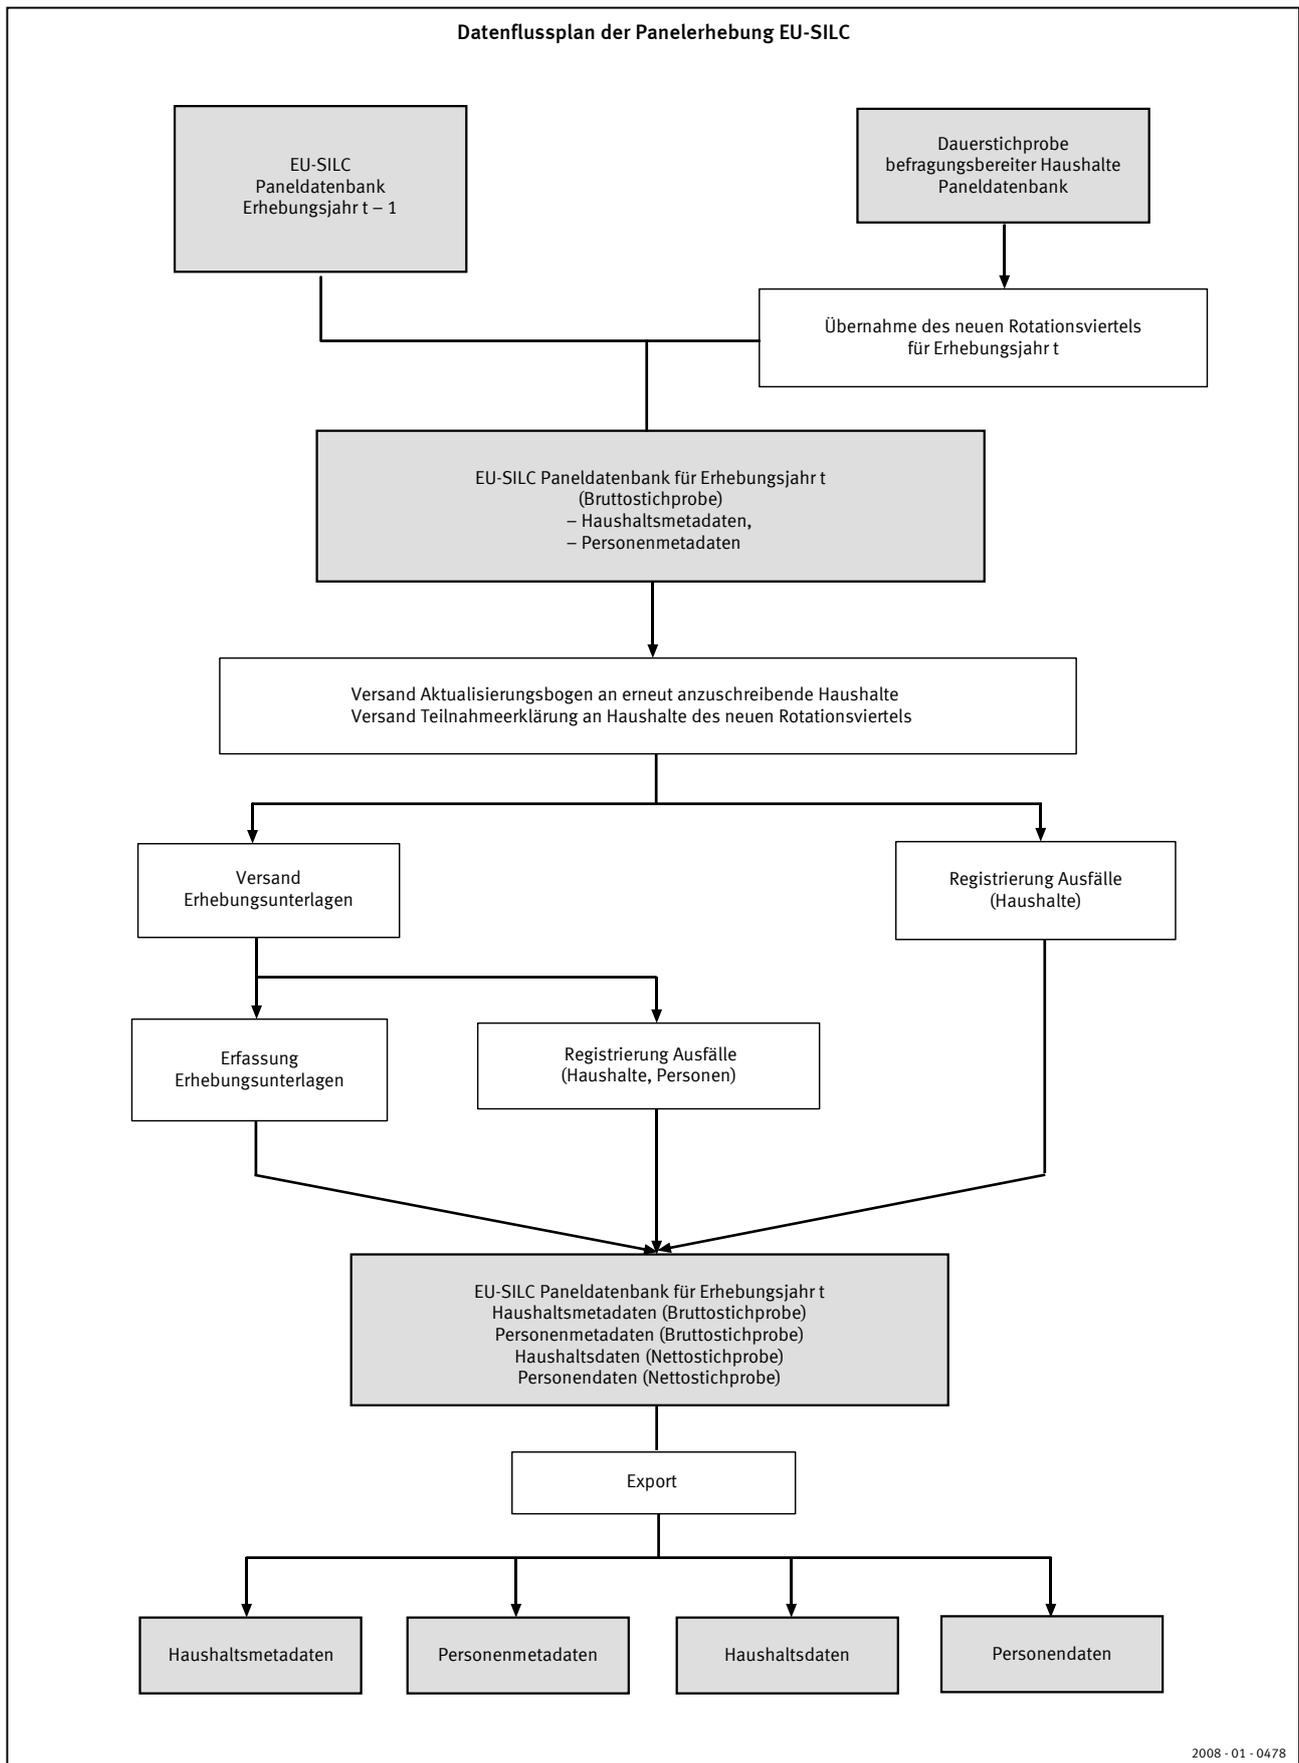 Datenflussplan der Panelerhebung EU-SILC
EU-SILC
Paneldatenbank
Erhebungsjahr t – 1
Dauerstichprobe
befragungsbereiter Haushalte
Paneldatenbank
Übernahme des neuen Rotationsviertels
für Erhebungsjahr t
EU-SILC Paneldatenbank für Erhebungsjahr t
(Bruttostichprobe)
– Haushaltsmetadaten,
– Personenmetadaten
Versand Aktualisierungsbogen an erneut anzuschreibende Haushalte
Versand Teilnahmeerklärung an Haushalte des neuen Rotationsviertels
Versand
Erhebungsunterlagen
Registrierung Ausfälle
(Haushalte)
Erfassung
Erhebungsunterlagen
Registrierung Ausfälle
(Haushalte, Personen)
EU-SILC Paneldatenbank für Erhebungsjahr t
Haushaltsmetadaten (Bruttostichprobe)
Personenmetadaten (Bruttostichprobe)
Haushaltsdaten (Nettostichprobe)
Personendaten (Nettostichprobe)
Export
Haushaltsmetadaten
Personenmetadaten
Haushaltsdaten
Personendaten
2008 - 01 - 0478